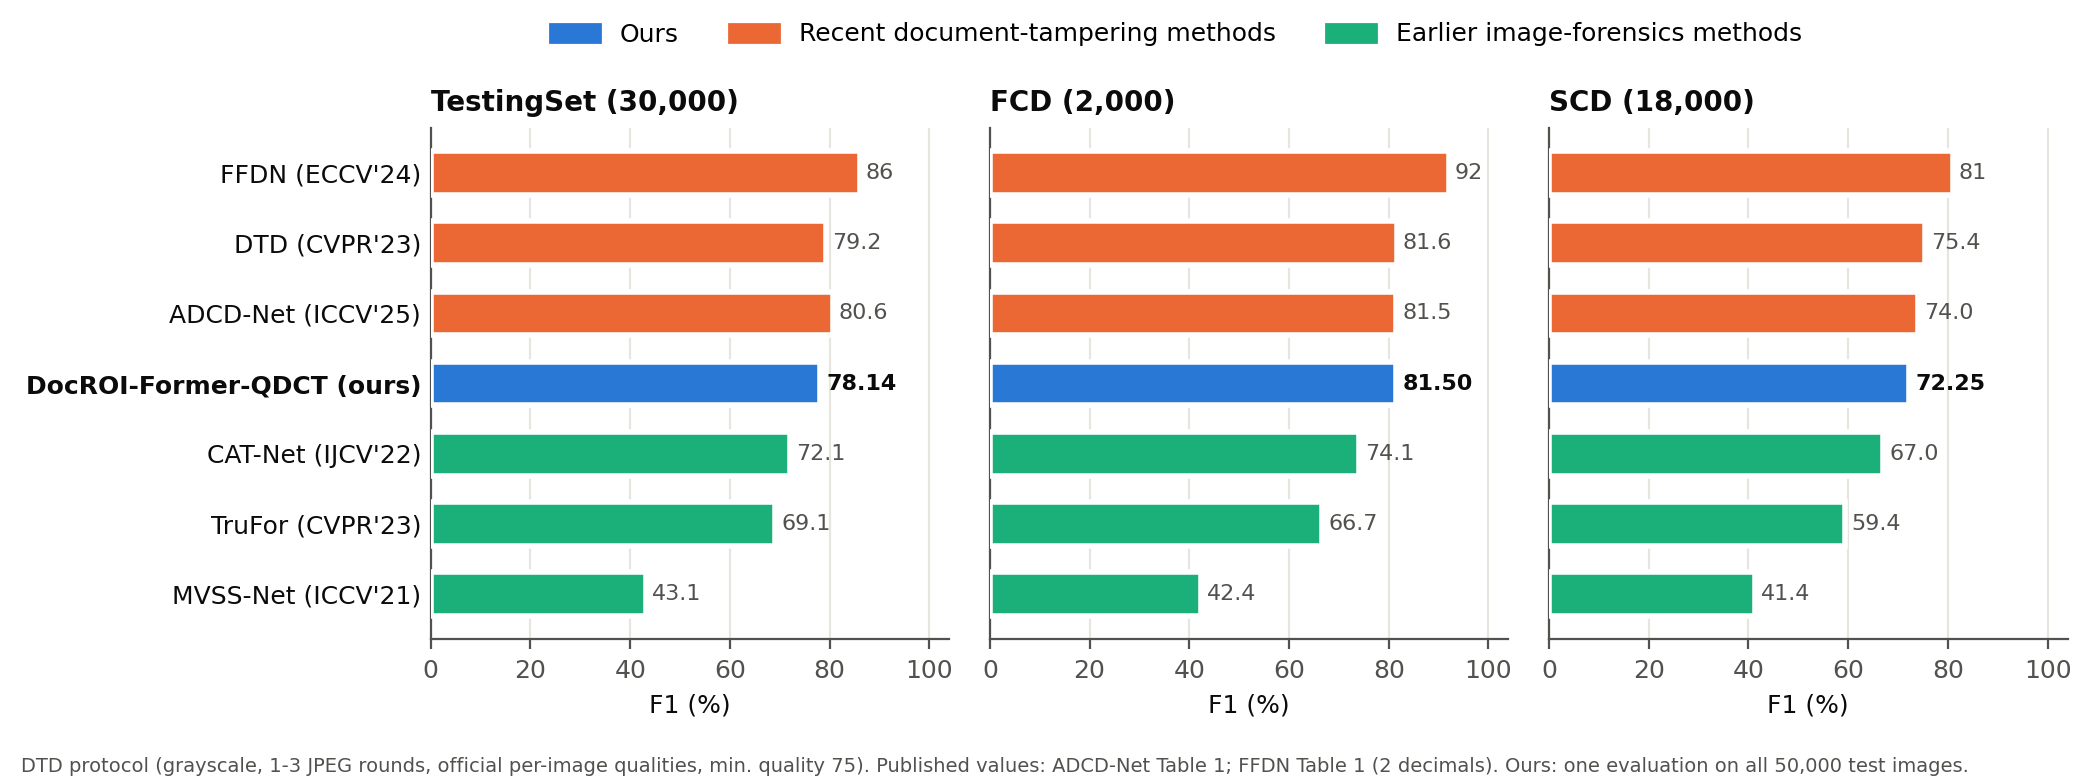 Ours Recent document-tampering methods Earlier image-forensics methods
TestingSet (30,000) FCD (2,000) SCD (18,000)
FFDN (ECCV'24) 86 92 81
DTD (CVPR'23) 79.2 81.6 75.4
ADCD-Net (ICCV'25) 80.6 81.5 74.0
DocROI-Former-QDCT (ours) 78.14 81.50 72.25
CAT-Net (IJCV'22) 72.1 74.1 67.0
TruFor (CVPR'23) 69.1 66.7 59.4
MVSS-Net (ICCV'21) 43.1 42.4 41.4
0 20 40 60 80 100 0 20 40 60 80 100 0 20 40 60 80 100
F1 (%) F1 (%) F1 (%)
DTD protocol (grayscale, 1-3 JPEG rounds, official per-image qualities, min. quality 75). Published values: ADCD-Net Table 1; FFDN Table 1 (2 decimals). Ours: one evaluation on all 50,000 test images.